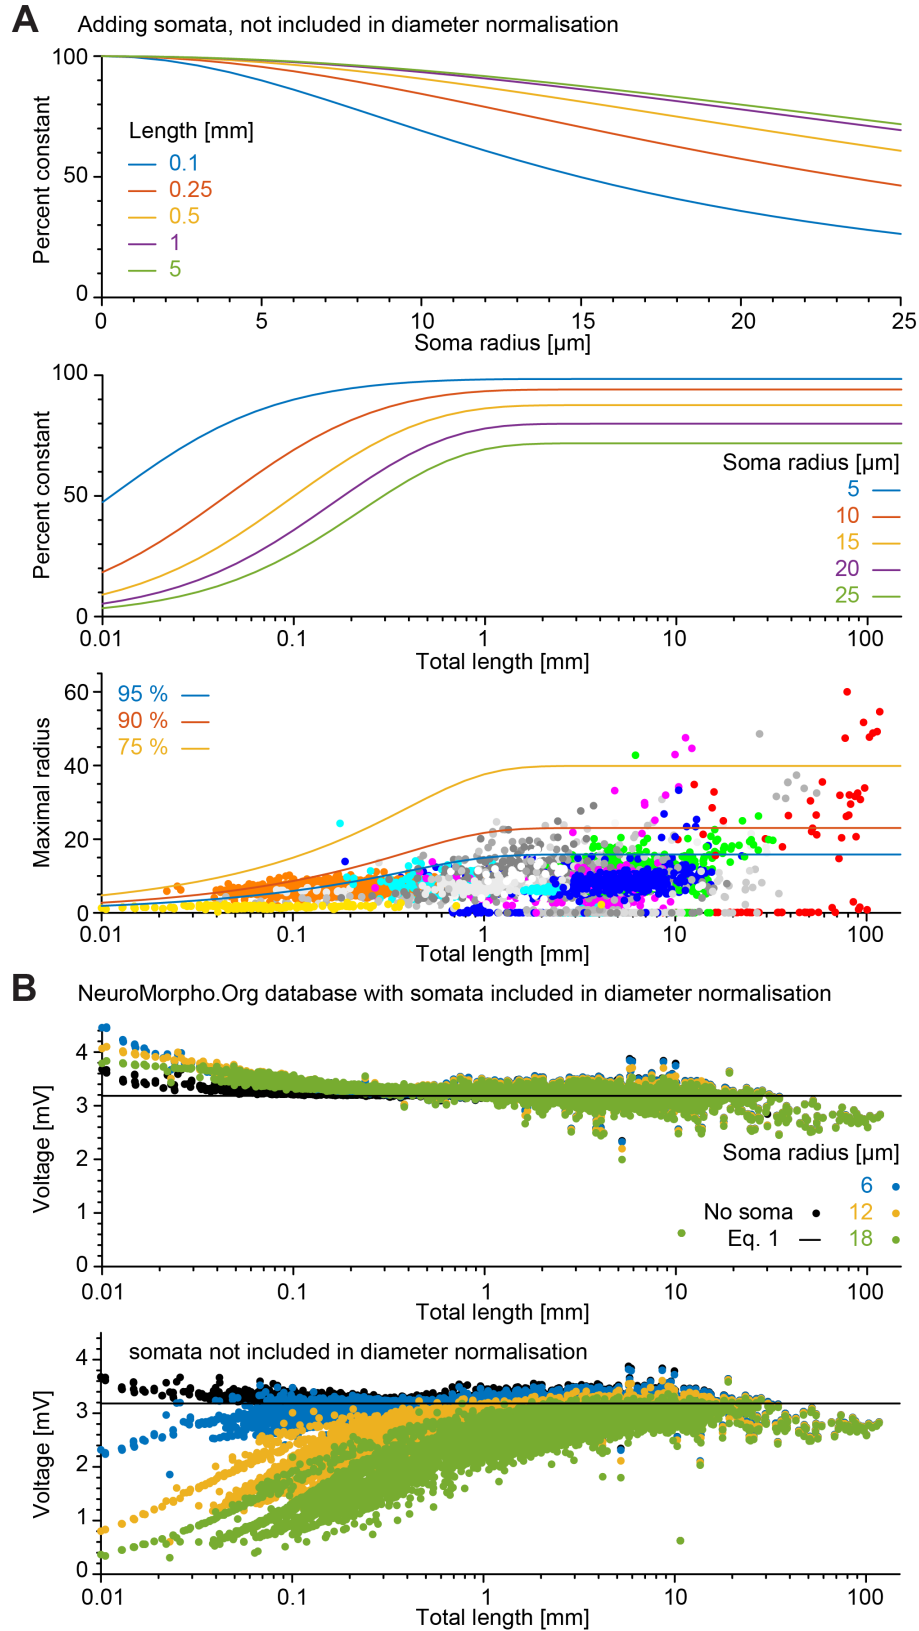 A
Adding somata, not included in diameter normalisation
100
50
0
Percent constant
Length [mm]
0.1
0.25
0.5
1
5
0 5 10 15 20 25
Soma radius [µm]
100
50
0
Percent constant
Soma radius [µm]
5
10
15
20
25
0.01 0.1 1 10 100
Total length [mm]
60
40
20
0
Maximal radius
95 %
90 %
75 %
0.01 0.1 1 10 100
Total length [mm]
B
NeuroMorpho.Org database with somata included in diameter normalisation
4
3
2
1
0
Voltage [mV]
Soma radius [µm]
6
No soma 12
Eq. 1 18
0.01 0.1 1 10 100
Total length [mm]
somata not included in diameter normalisation
4
3
2
1
0
Voltage [mV]
0.01 0.1 1 10 100
Total length [mm]